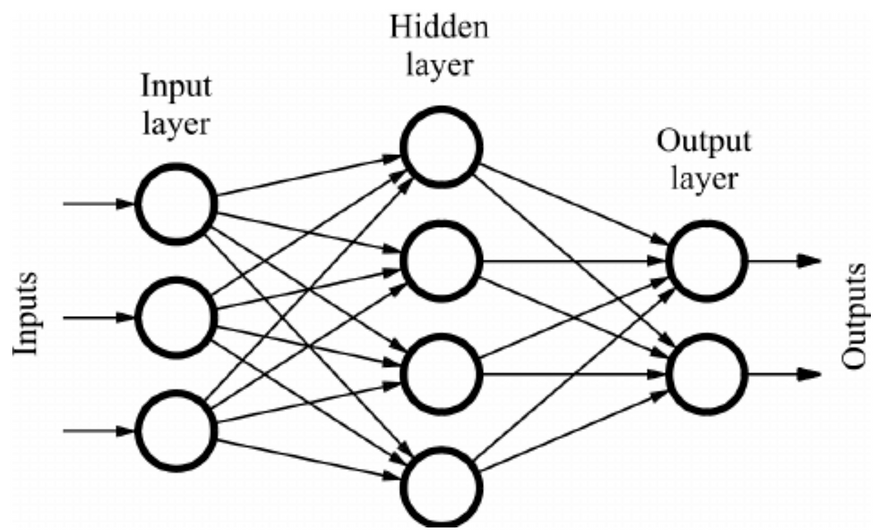 Hidden
layer
Input
layer
Output
layer
Inputs
Outputs